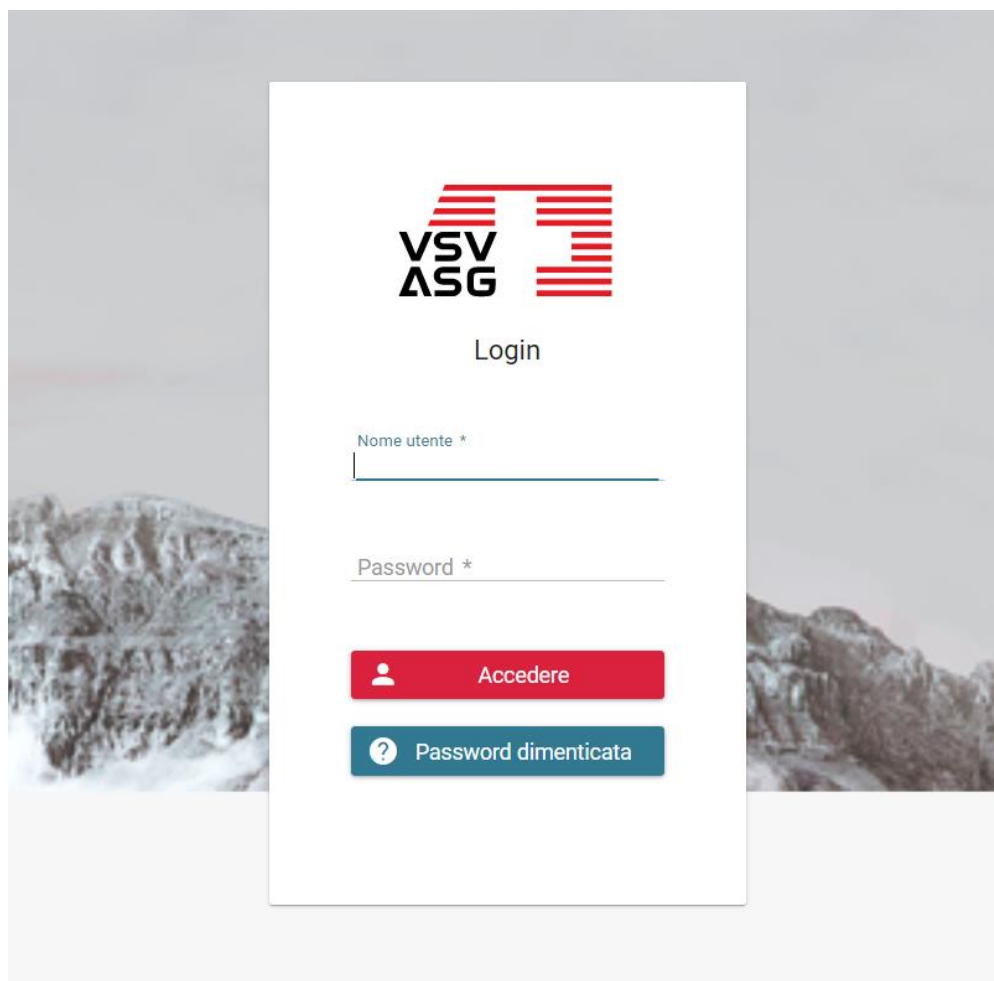 VSV
ASG
Login
Nome utente *
Password *
Accedere
? Password dimenticata